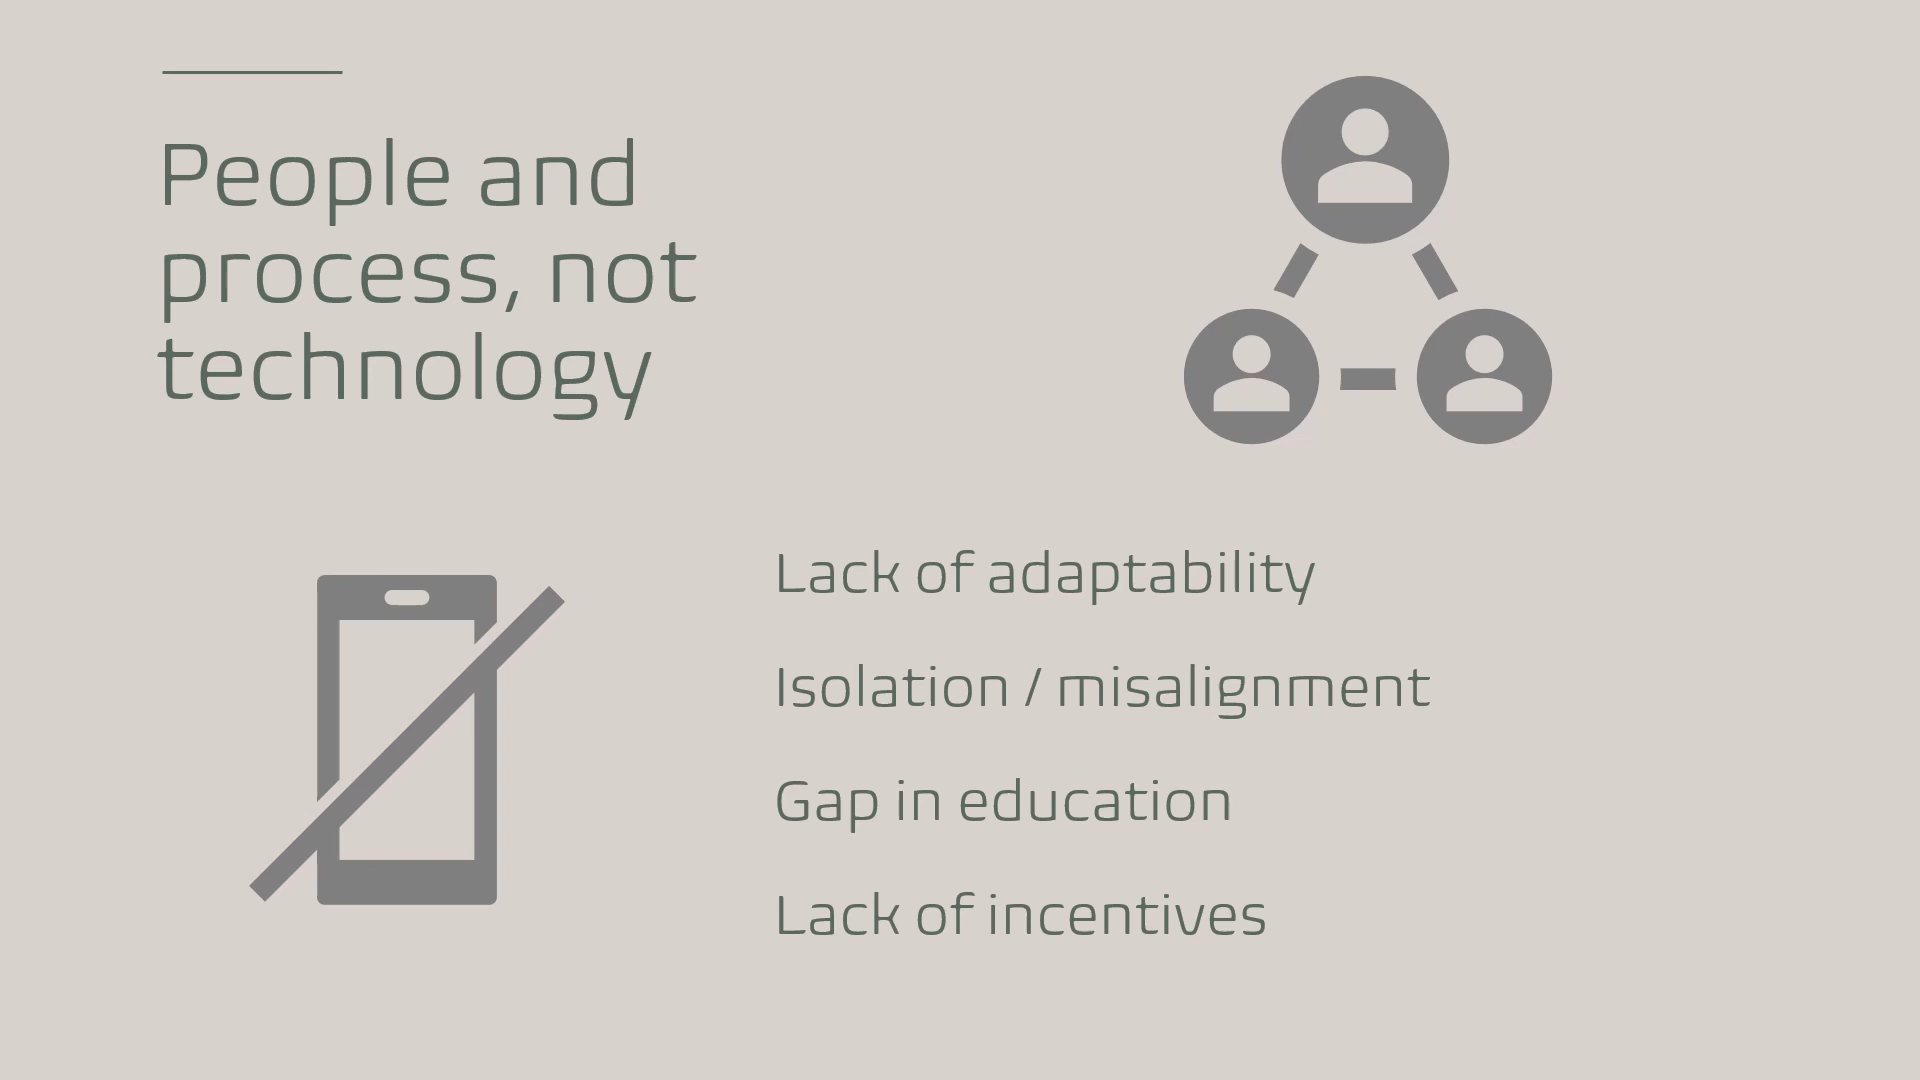 People and
process, not
technology
Lack of adaptability
Isolation / misalignment
Gap in education
Lack of incentives